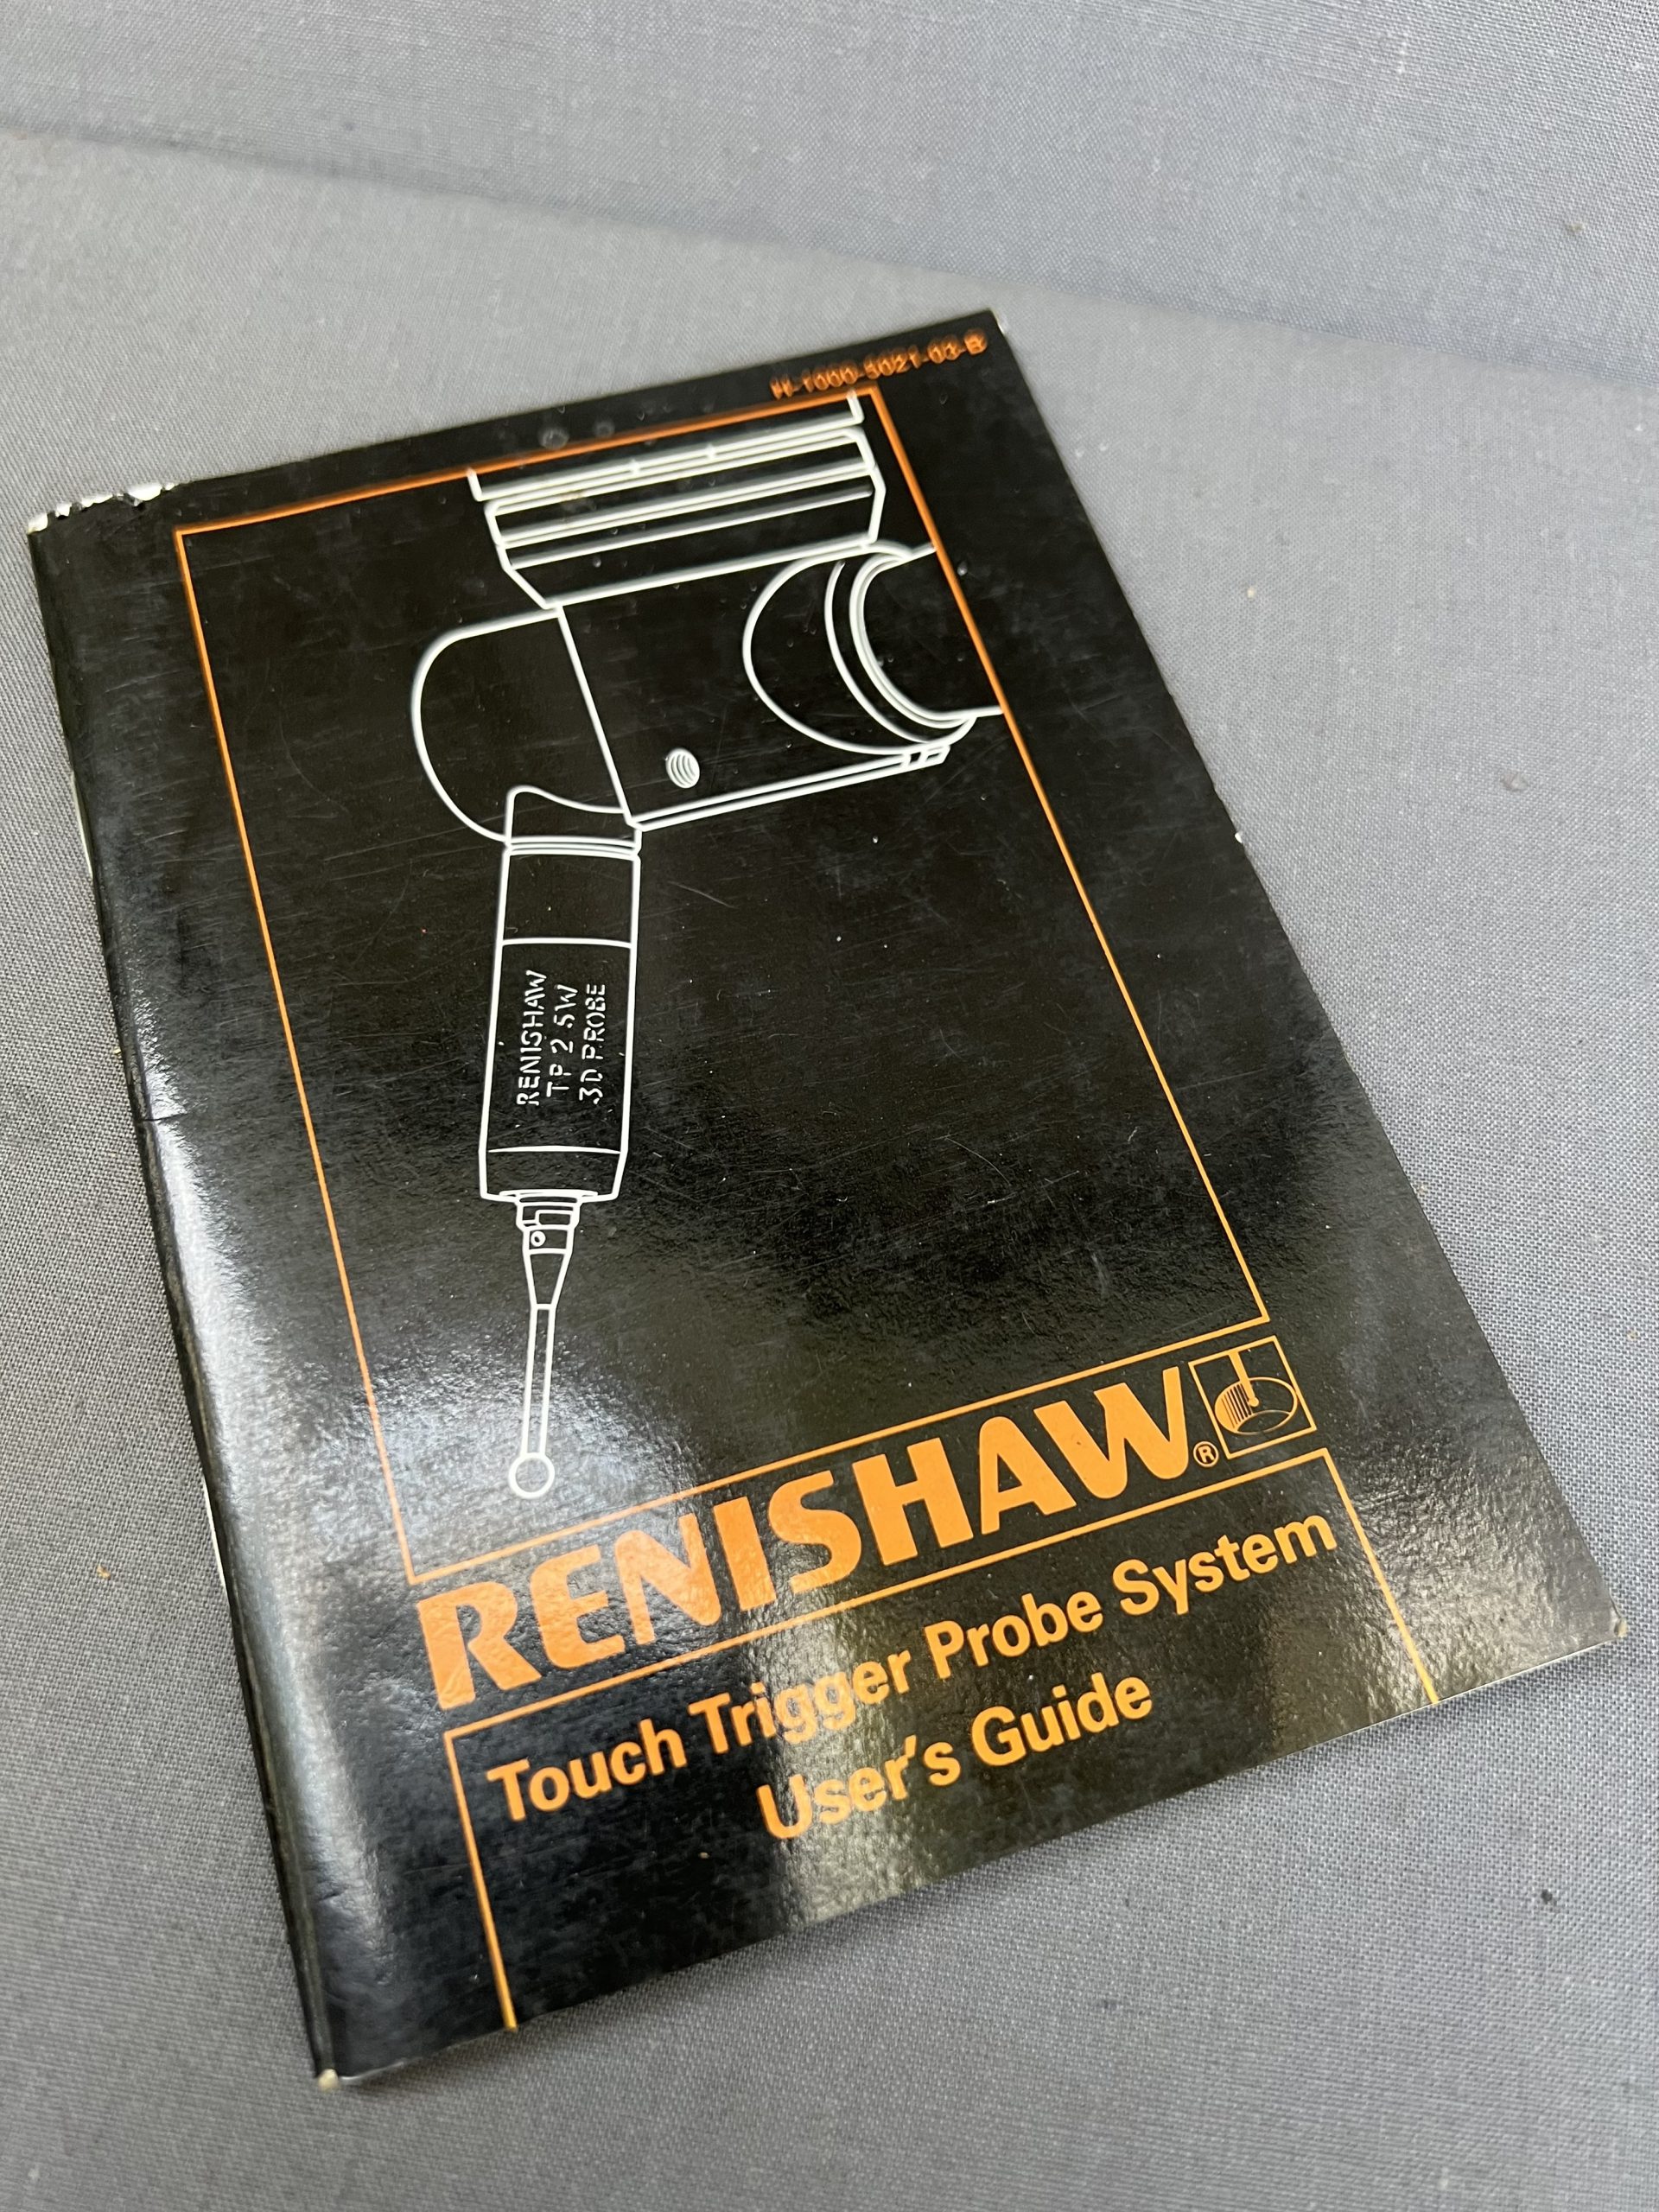 H-1000-5021-03-B
RENISHAW
TP 2 5W
3D PROBE
RENISHAW®
Touch Trigger Probe System
User's Guide